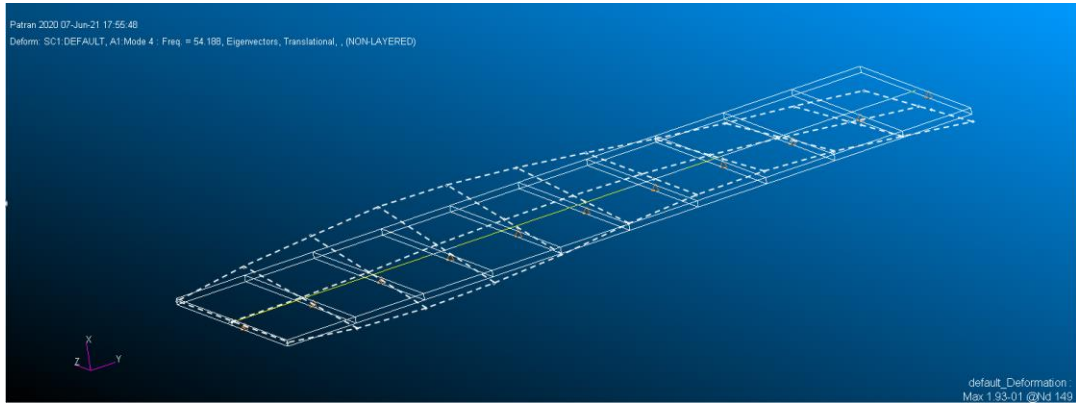 Patran 2020 07-Jun-21 17:55:48
Deform: SC1:DEFAULT, A1:Mode 4 : Freq. = 54.188, Eigenvectors, Translational, , (NON-LAYERED)
X
Z
Y
default_Deformation :
Max 1.93-01 @Nd 149